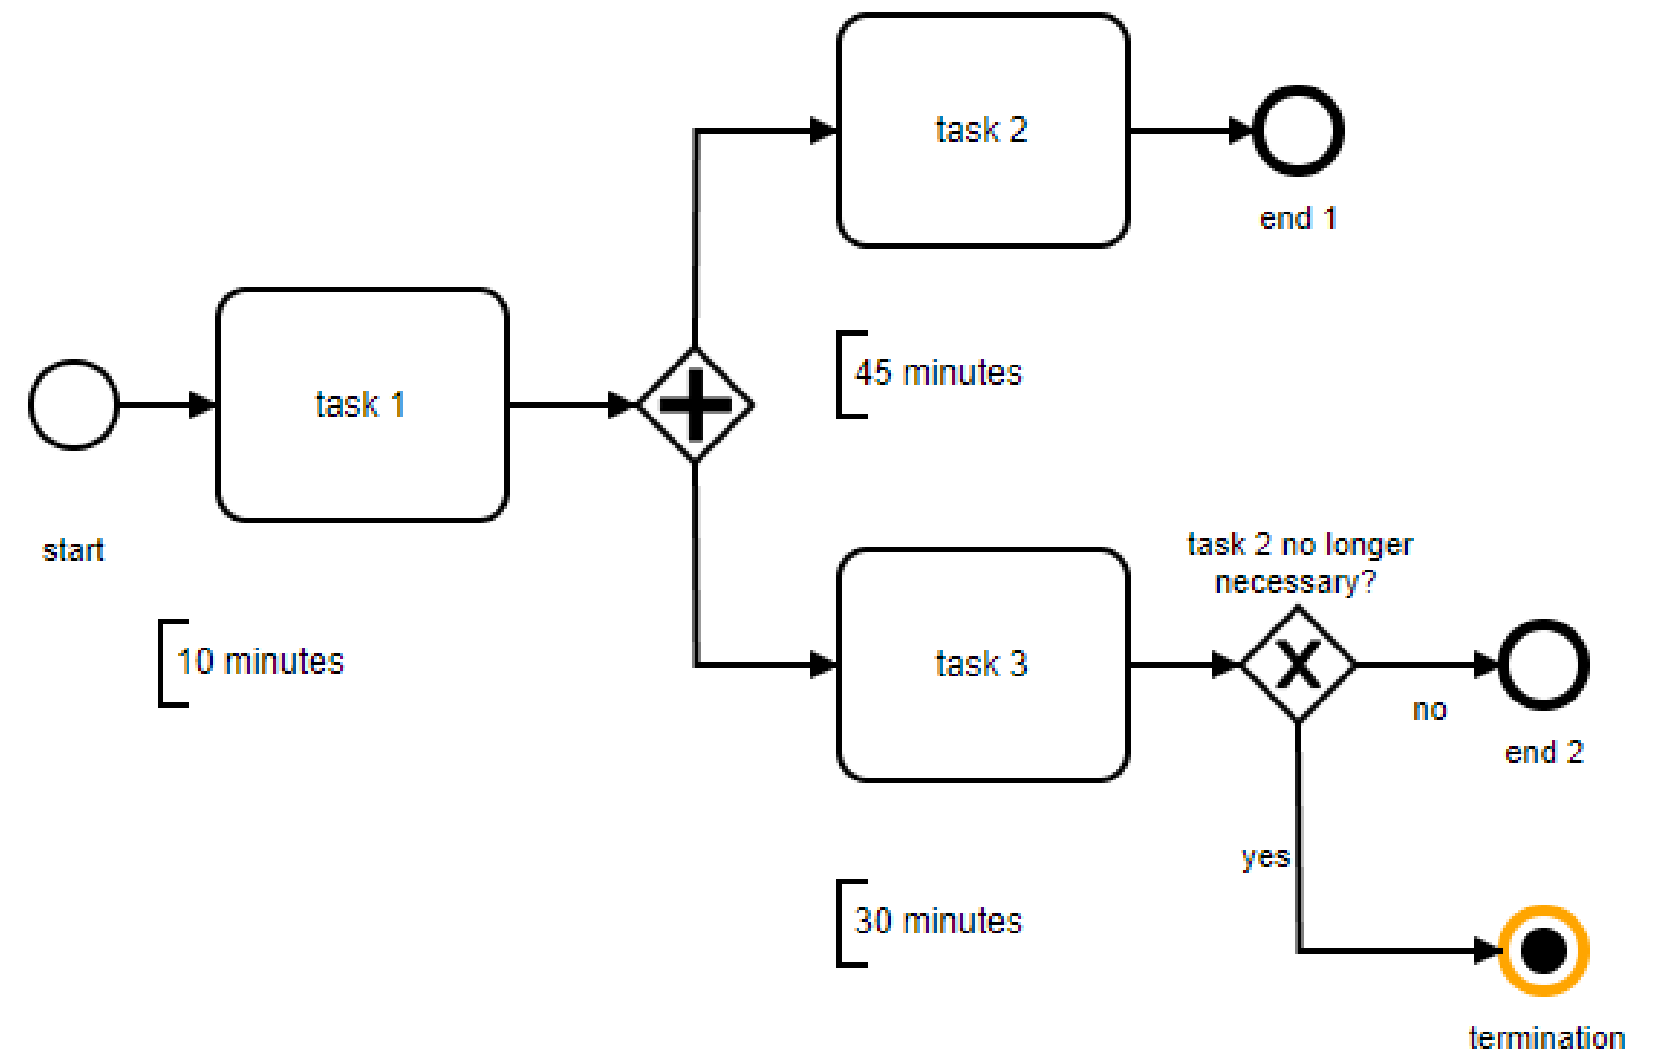 task 2
end 1
task 1
45 minutes
start
task 2 no longer
necessary?
10 minutes
task 3
X
no
end 2
yes
30 minutes
termination